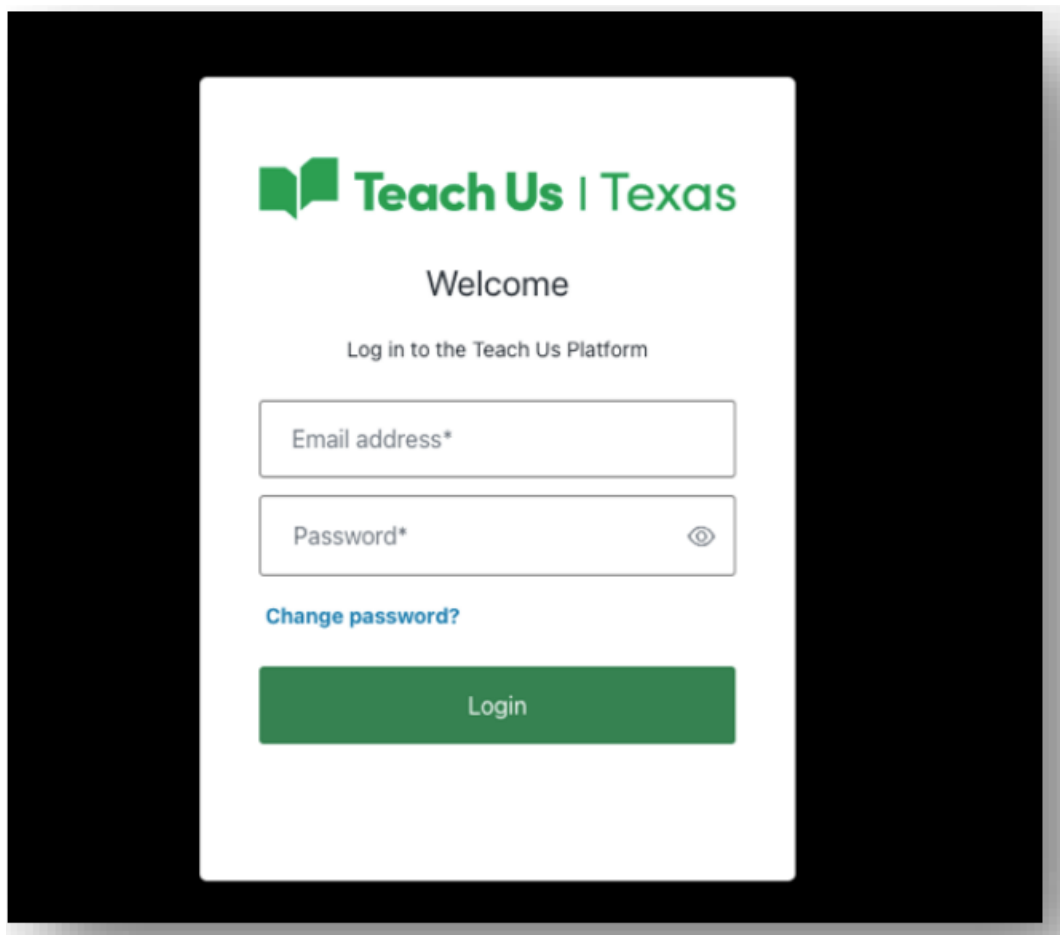 Teach Us | Texas
Welcome
Log in to the Teach Us Platform
Email address*
Password*
Change password?
Login